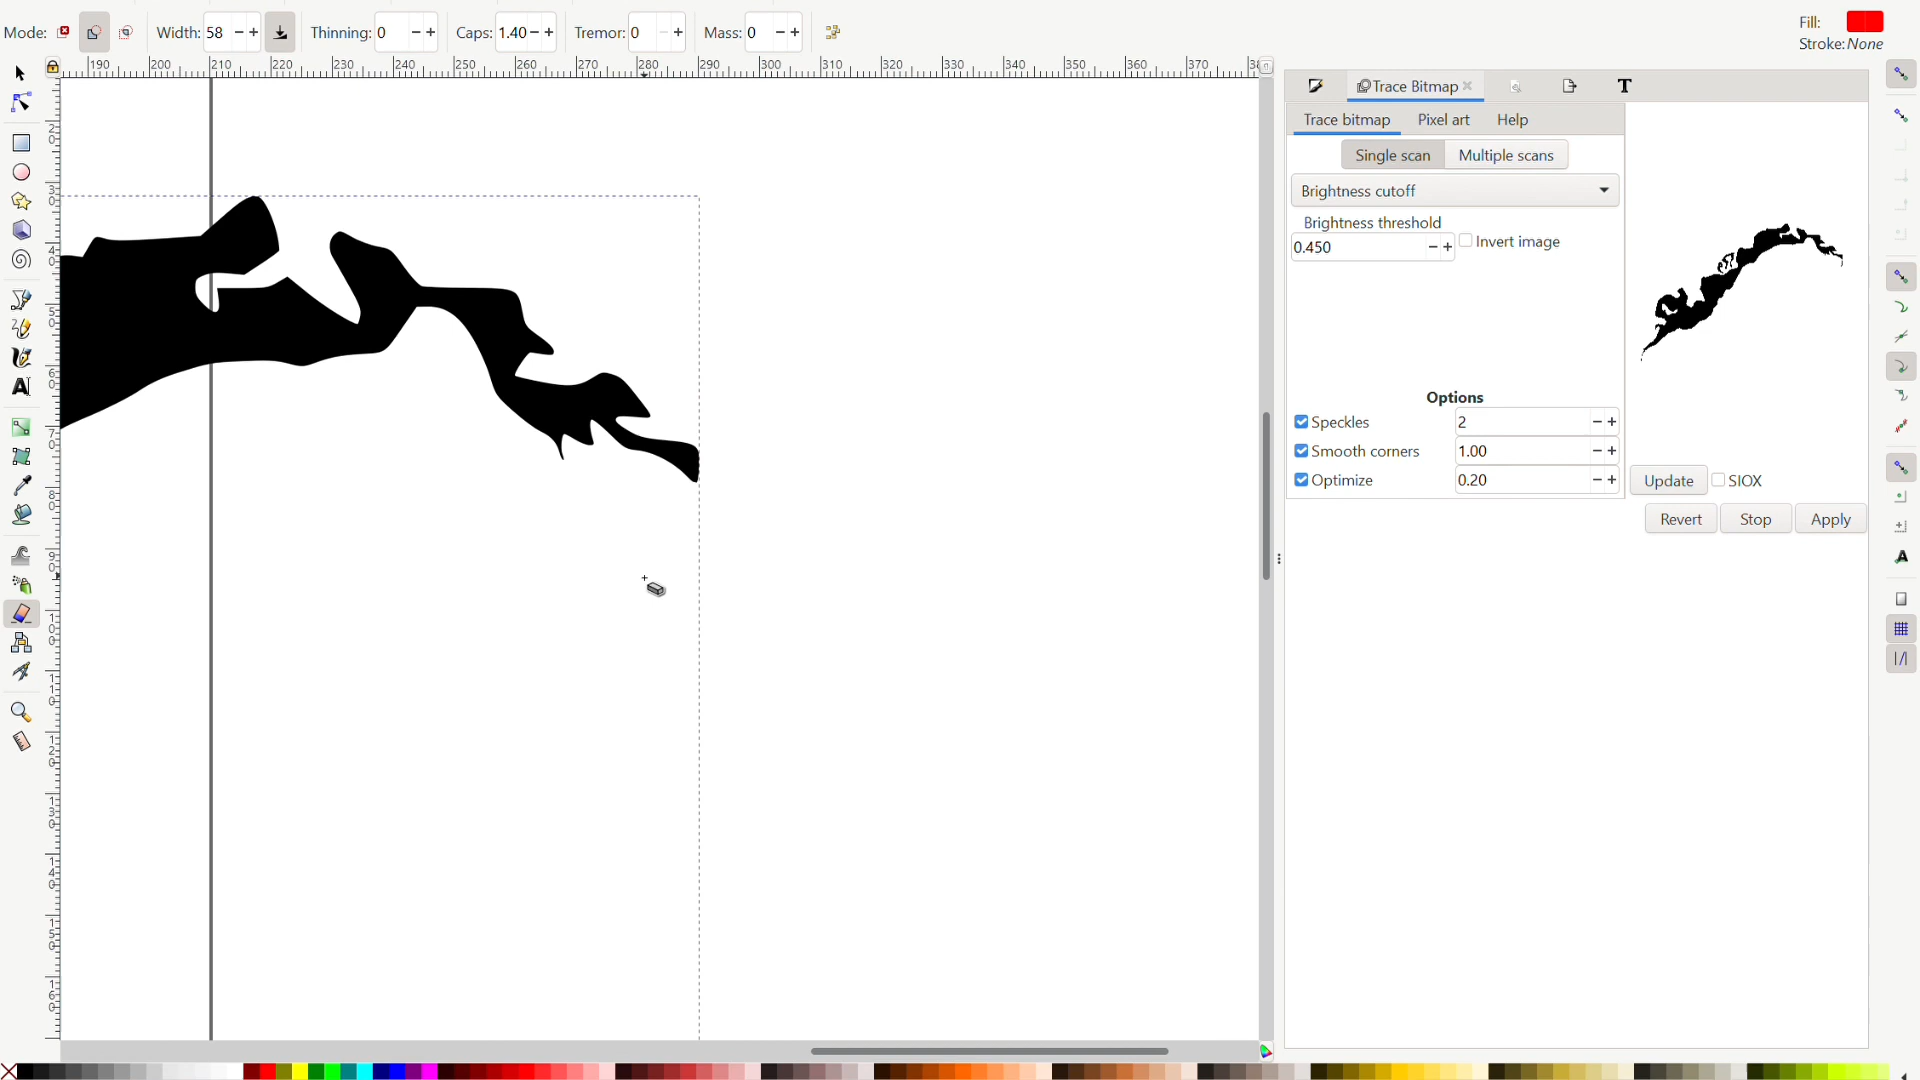 Mode: Width: 58 Thinning: 0 Caps: 1.40 Tremor: 0 Mass: 0 Fill:
Stroke: None
190 200 210 220 230 240 250 260 270 280 290 300 310 320 330 340 350 360 370
Trace Bitmap
Trace bitmap Pixel art Help
Single scan Multiple scans
Brightness cutoff
Brightness threshold
0.450 Invert image
Options
Speckles 2
Smooth corners 1.00
Optimize 0.20
Update SIOX
Revert Stop Apply